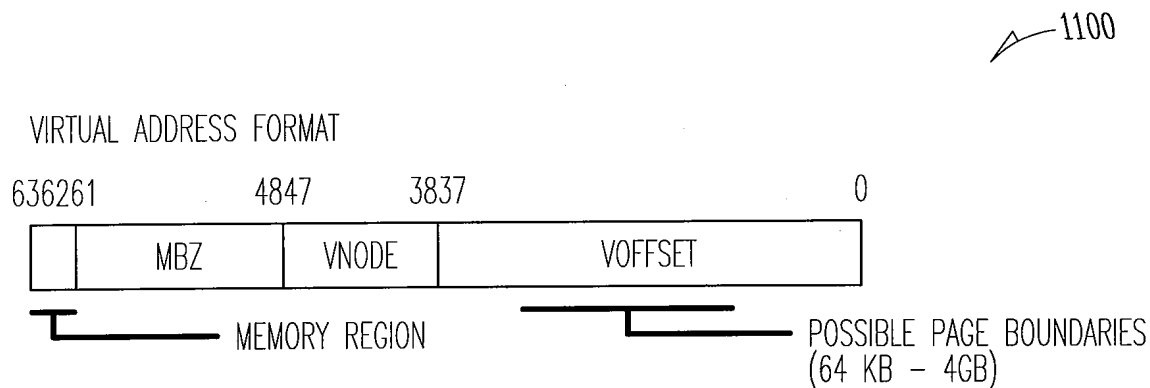 1100
VIRTUAL ADDRESS FORMAT
636261 4847 3837 0
MBZ VNODE VOFFSET
MEMORY REGION
POSSIBLE PAGE BOUNDARIES
(64 KB - 4GB)